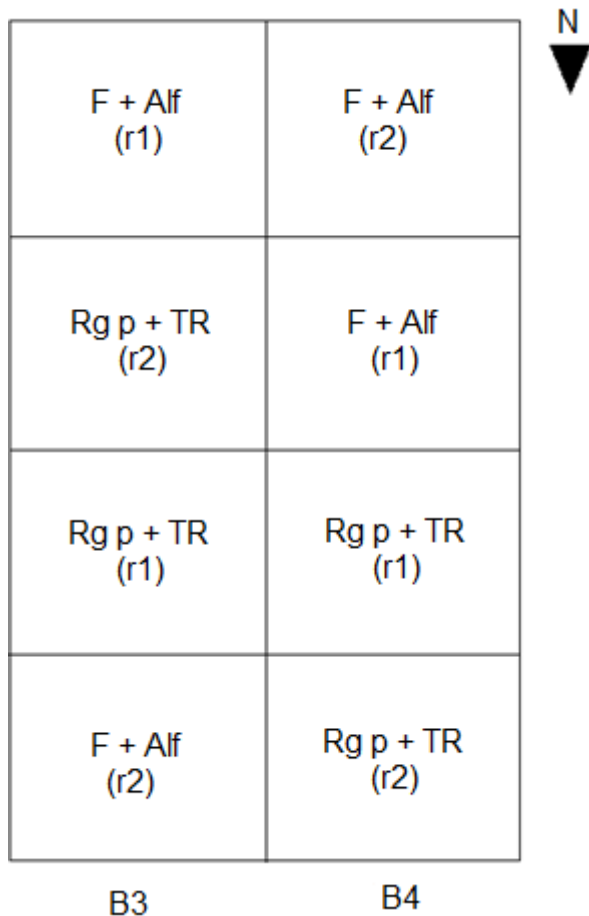 N
F + Alf
(r1)
F + Alf
(r2)
Rg p + TR
(r2)
F + Alf
(r1)
Rg p + TR
(r1)
Rg p + TR
(r1)
F + Alf
(r2)
Rg p + TR
(r2)
B3
B4